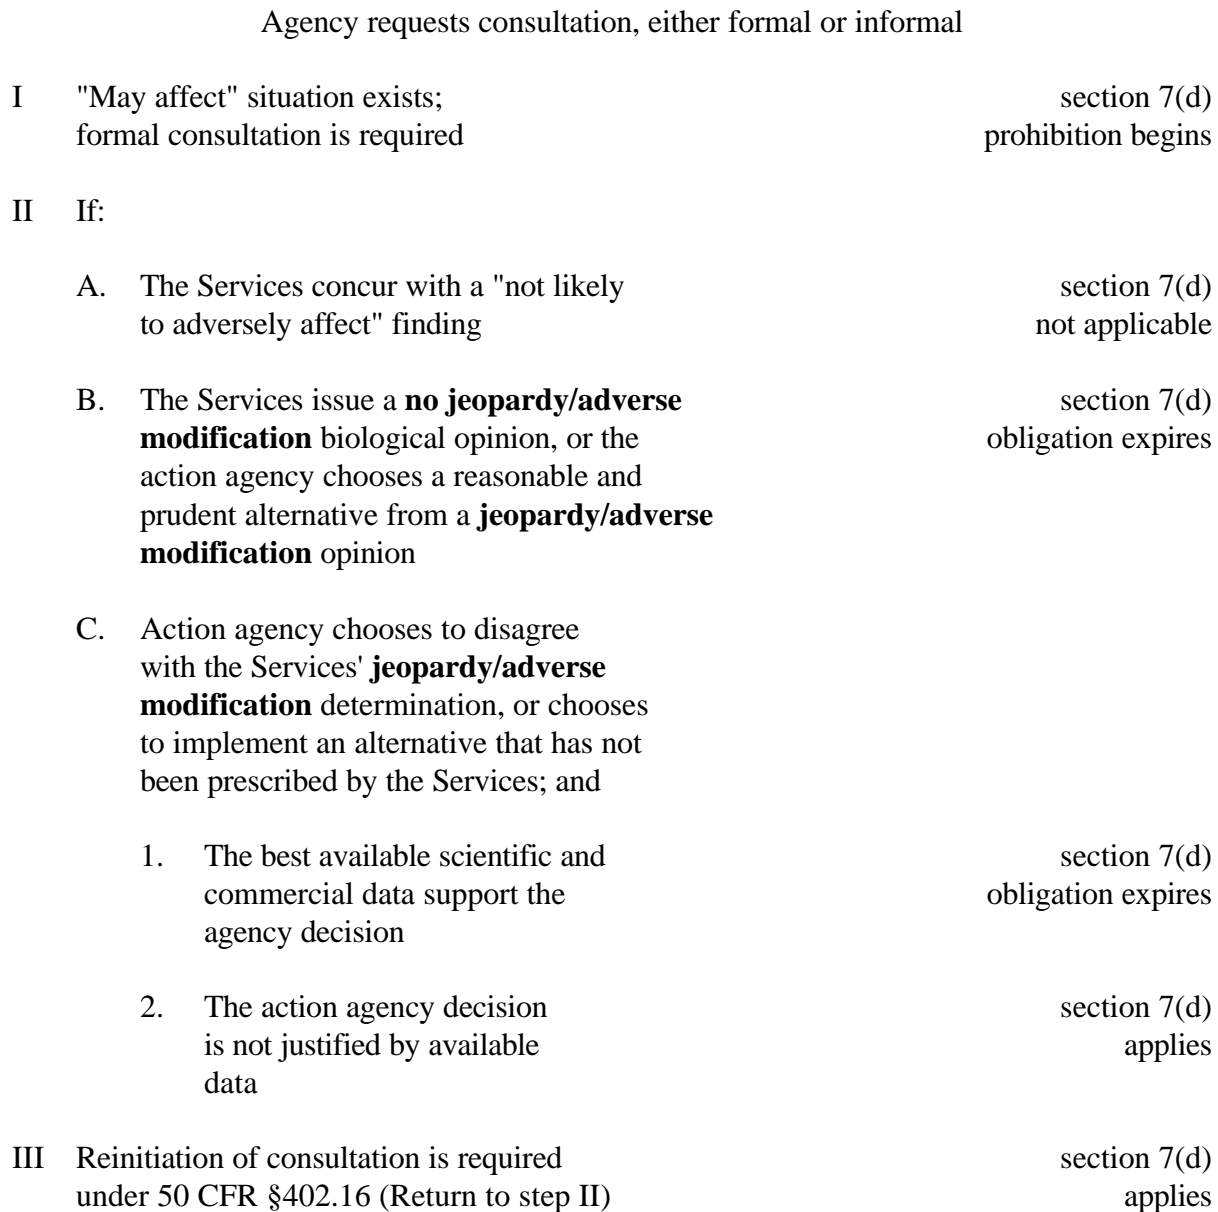 Agency requests consultation, either formal or informal
I "May affect" situation exists; section 7(d)
formal consultation is required prohibition begins
II If:
A. The Services concur with a "not likely section 7(d)
to adversely affect" finding not applicable
B. The Services issue a no jeopardy/adverse section 7(d)
modification biological opinion, or the obligation expires
action agency chooses a reasonable and
prudent alternative from a jeopardy/adverse
modification opinion
C. Action agency chooses to disagree
with the Services' jeopardy/adverse
modification determination, or chooses
to implement an alternative that has not
been prescribed by the Services; and
1. The best available scientific and section 7(d)
commercial data support the obligation expires
agency decision
2. The action agency decision section 7(d)
is not justified by available applies
data
III Reinitiation of consultation is required section 7(d)
under 50 CFR §402.16 (Return to step II) applies